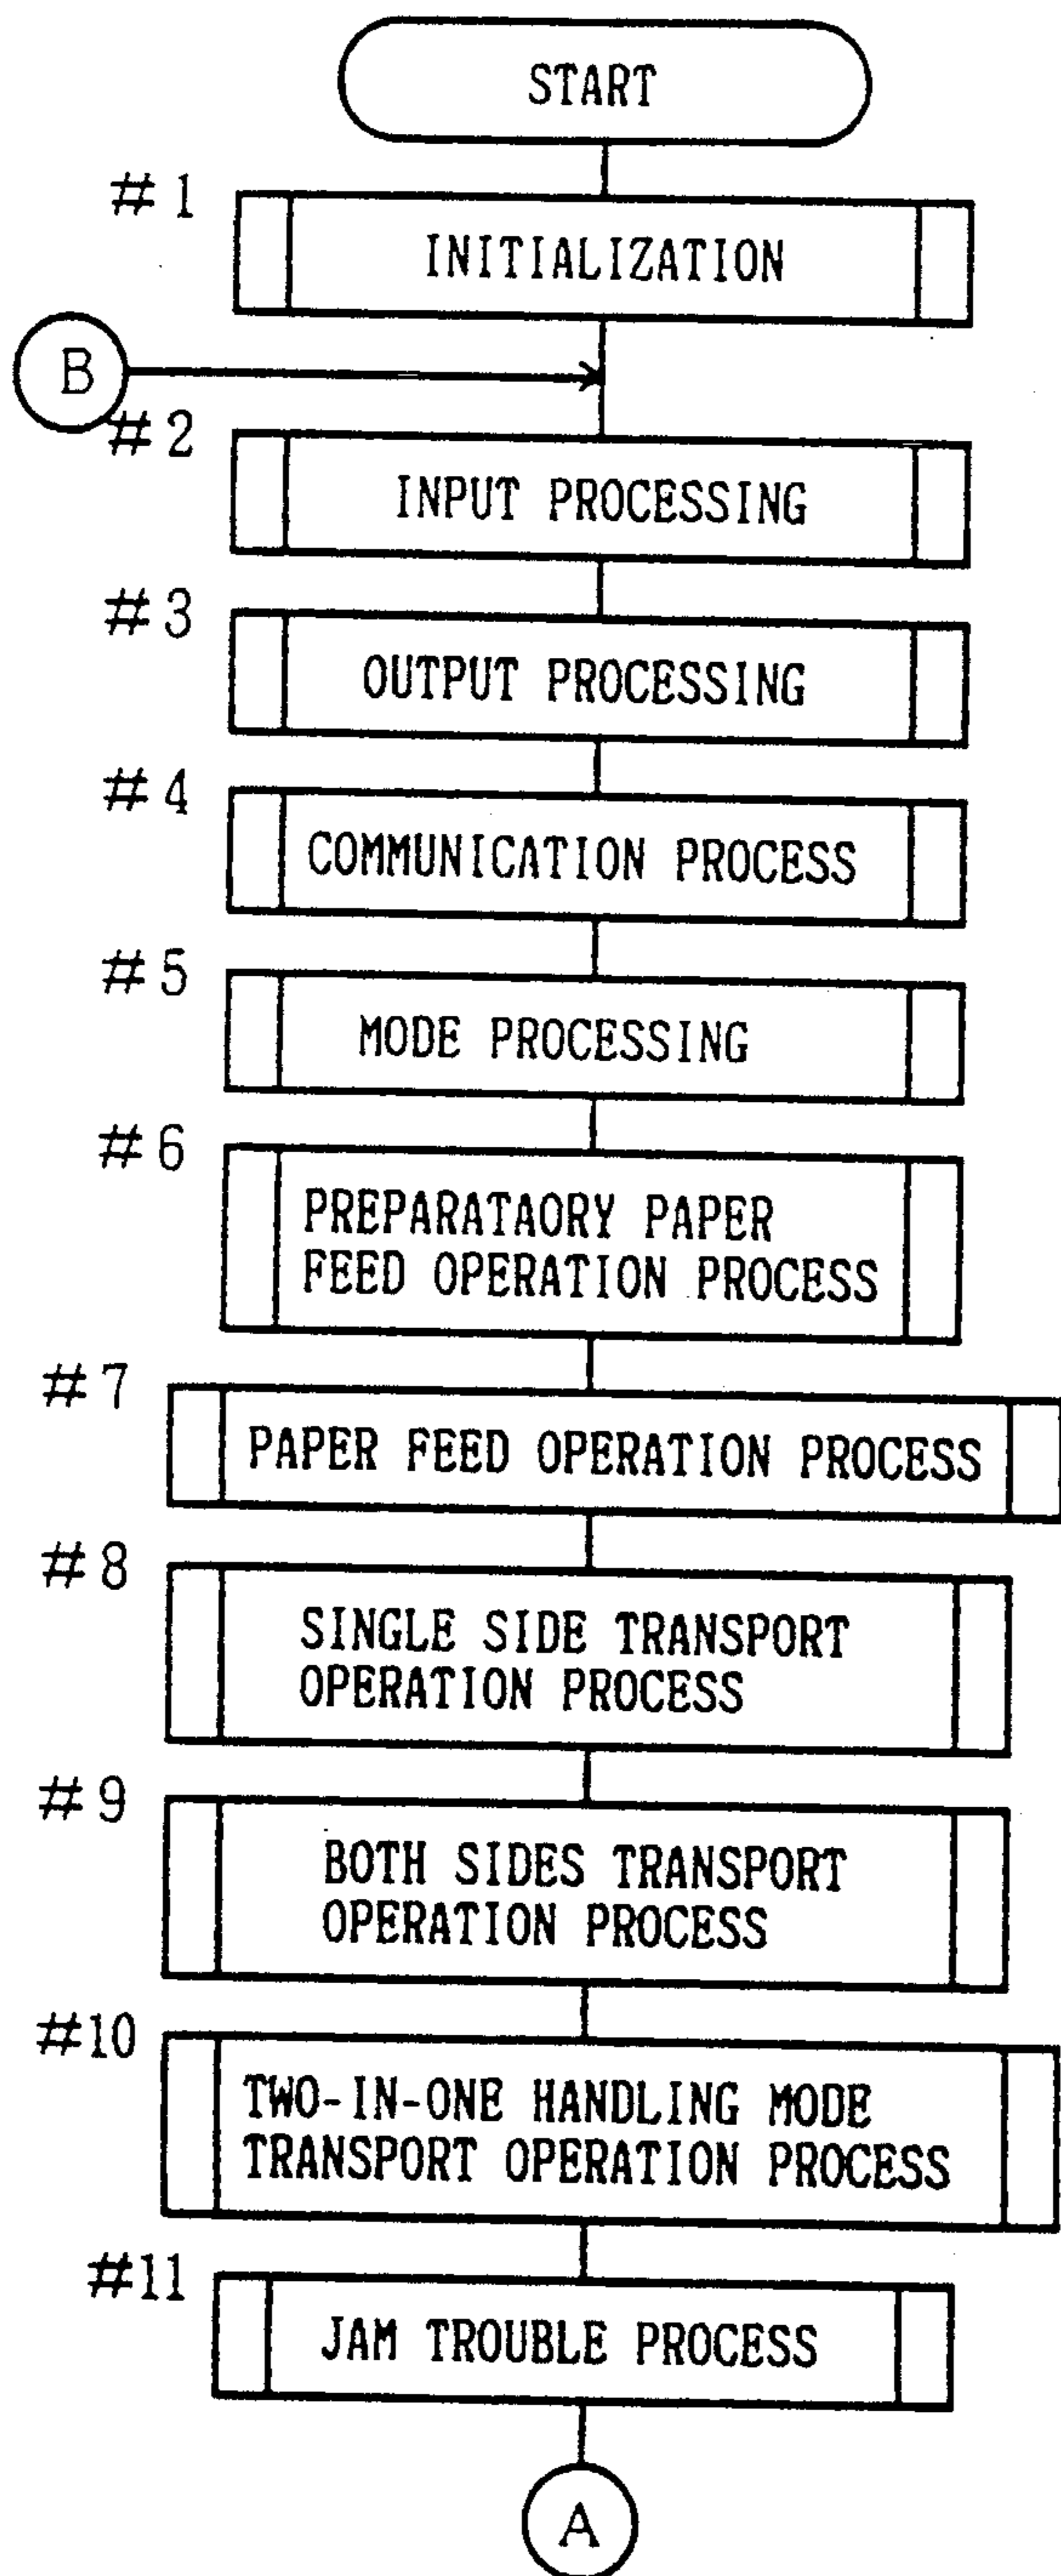 START
#1
INITIALIZATION
B
#2
INPUT PROCESSING
#3
OUTPUT PROCESSING
#4
COMMUNICATION PROCESS
#5
MODE PROCESSING
#6
PREPARATAORY PAPER
FEED OPERATION PROCESS
#7
PAPER FEED OPERATION PROCESS
#8
SINGLE SIDE TRANSPORT
OPERATION PROCESS
#9
BOTH SIDES TRANSPORT
OPERATION PROCESS
#10
TWO-IN-ONE HANDLING MODE
TRANSPORT OPERATION PROCESS
#11
JAM TROUBLE PROCESS
A